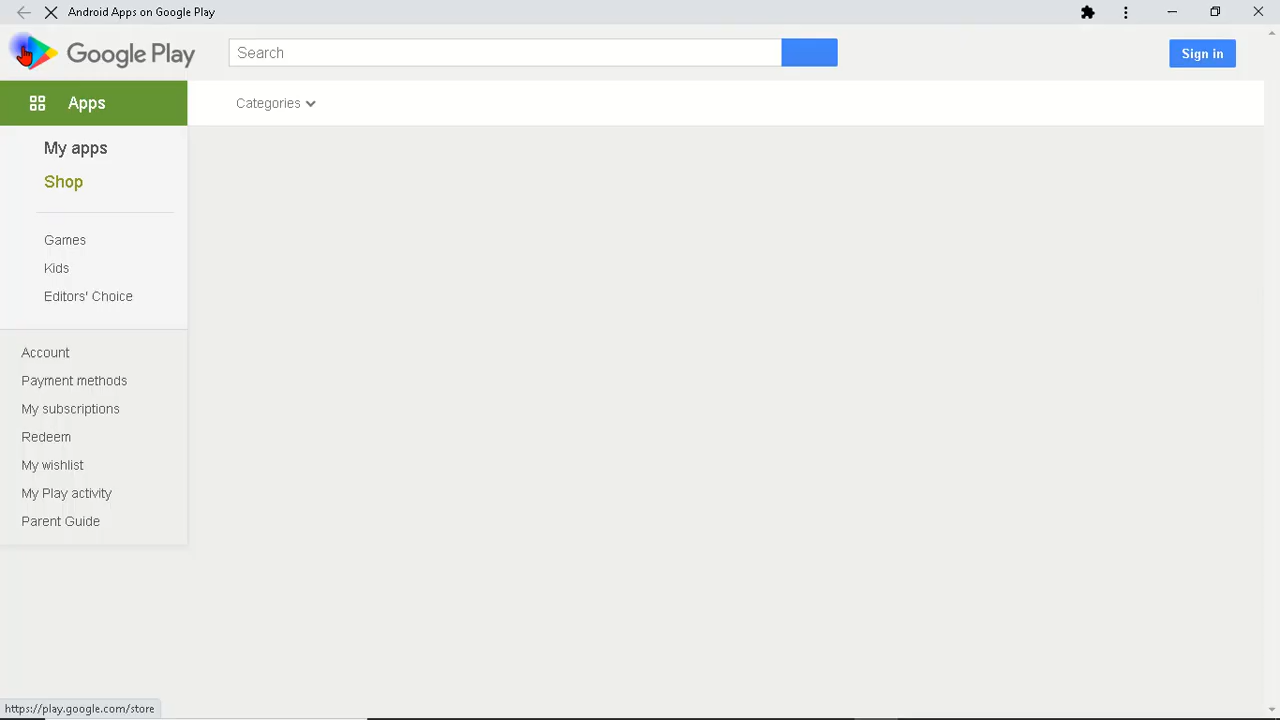 Android Apps on Google Play
Google Play
Search
Sign in
Apps
Categories
My apps
Shop
Games
Kids
Editors' Choice
Account
Payment methods
My subscriptions
Redeem
My wishlist
My Play activity
Parent Guide
https://play.google.com/store